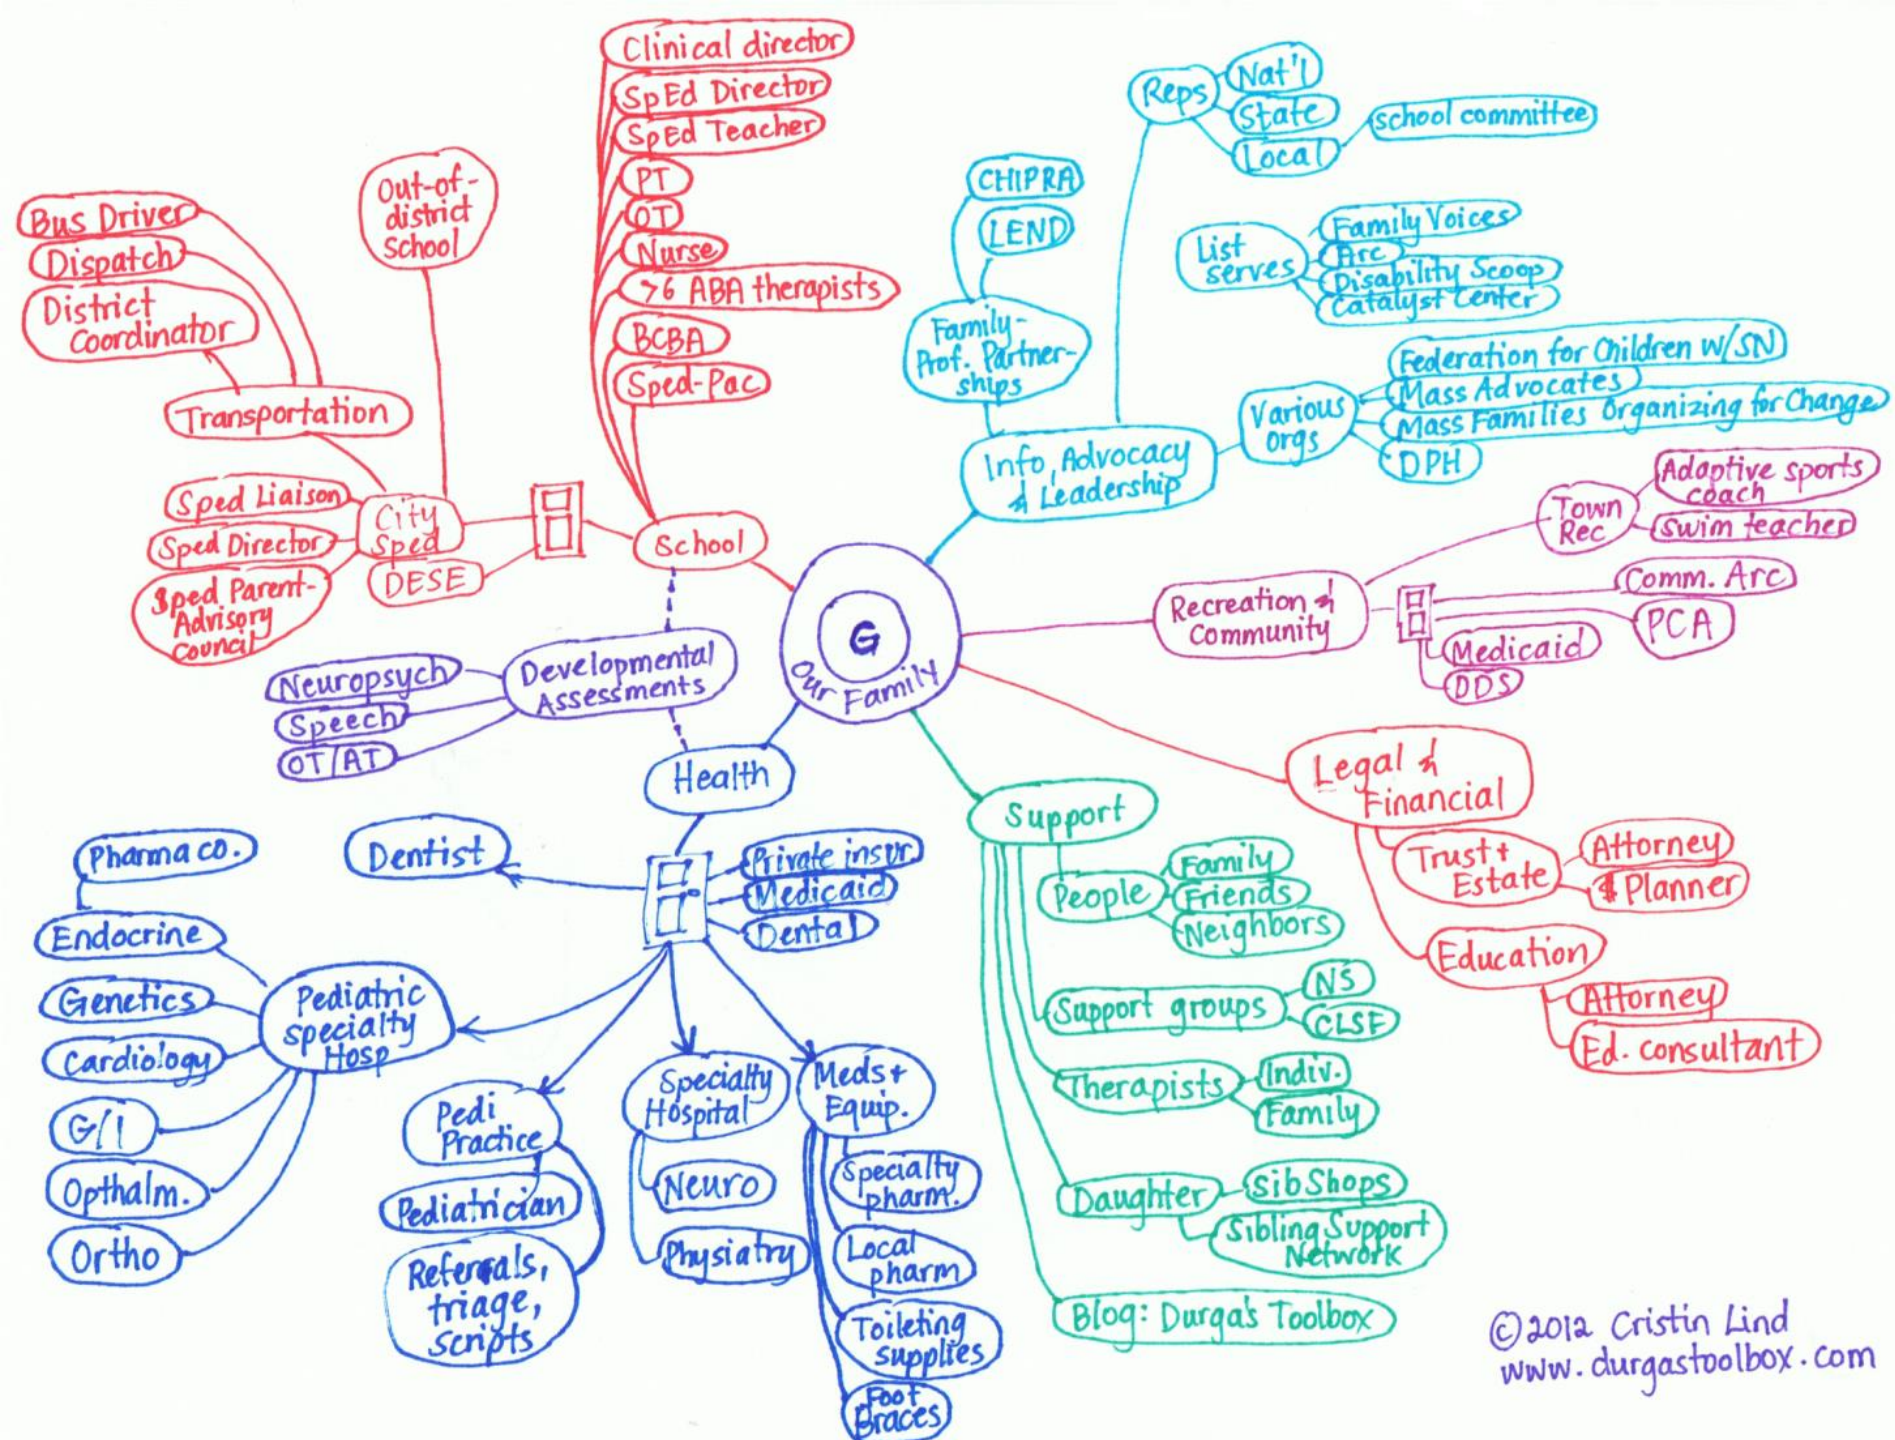 Clinical director
SpEd Director
SpEd Teacher
PT
OT
Nurse
>6 ABA therapists
BCBA
Sped-Pac
School
Out-of-
district
School
Bus Driver
Dispatch
District
Coordinator
Transportation
Sped Liaison
Sped Director
Sped Parent-
Advisory
Council
City
Sped
DESE
Reps
Nat'l
State
Local
school committee
CHIPRA
LEND
Family-
Prof. Partner-
ships
List
serves
Family Voices
Arc
Disability Scoop
Catalyst Center
Various
orgs
Federation for Children w/SN
Mass Advocates
Mass Families Organizing for Change
DPH
Info, Advocacy
& Leadership
Town
Rec
Adaptive sports
coach
Swim teacher
Recreation &
Community
Comm. Arc
PCA
Medicaid
DDS
G
Our Family
Developmental
Assessments
Neuropsych
Speech
OT/AT
Health
Dentist
Private insur.
Medicaid
Dental
Pharma co.
Endocrine
Genetics
Cardiology
G/I
Opthalm.
Ortho
Pediatric
Specialty
Hosp
Pedi
Practice
Pediatrician
Referrals,
triage,
scripts
Specialty
Hospital
Neuro
Physiatry
Meds+
Equip.
Specialty
pharm.
Local
pharm
Toileting
supplies
Foot
Braces
Support
People
Family
Friends
Neighbors
Support groups
NS
CLSF
Therapists
Indiv.
Family
Daughter
SibShops
Sibling Support
Network
Blog: Durga's Toolbox
Legal &
Financial
Trust +
Estate
Attorney
$ Planner
Education
Attorney
Ed. consultant
©2012 Cristin Lind
www.durgastoolbox.com